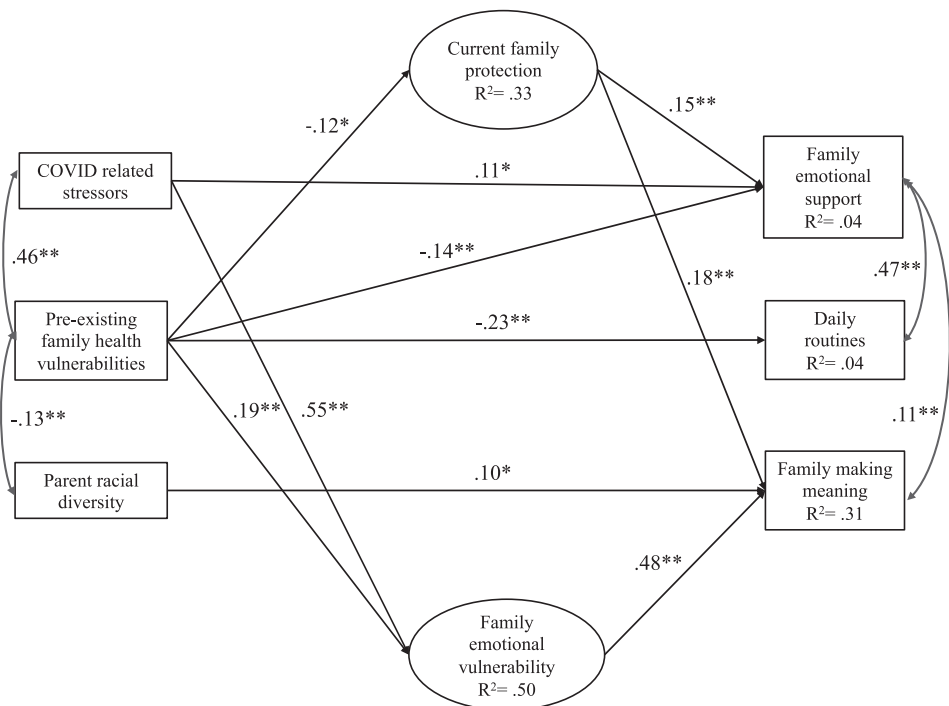 Current family
protection
R²= .33
-.12*
.15**
COVID related
stressors
.11*
Family
emotional
support
R²= .04
.46**
-.14**
.18**
.47**
Pre-existing
family health
vulnerabilities
-.23**
Daily
routines
R²= .04
-.13**
.19**
.55**
.11**
Parent racial
diversity
.10*
Family making
meaning
R²= .31
.48**
Family
emotional
vulnerability
R²= .50